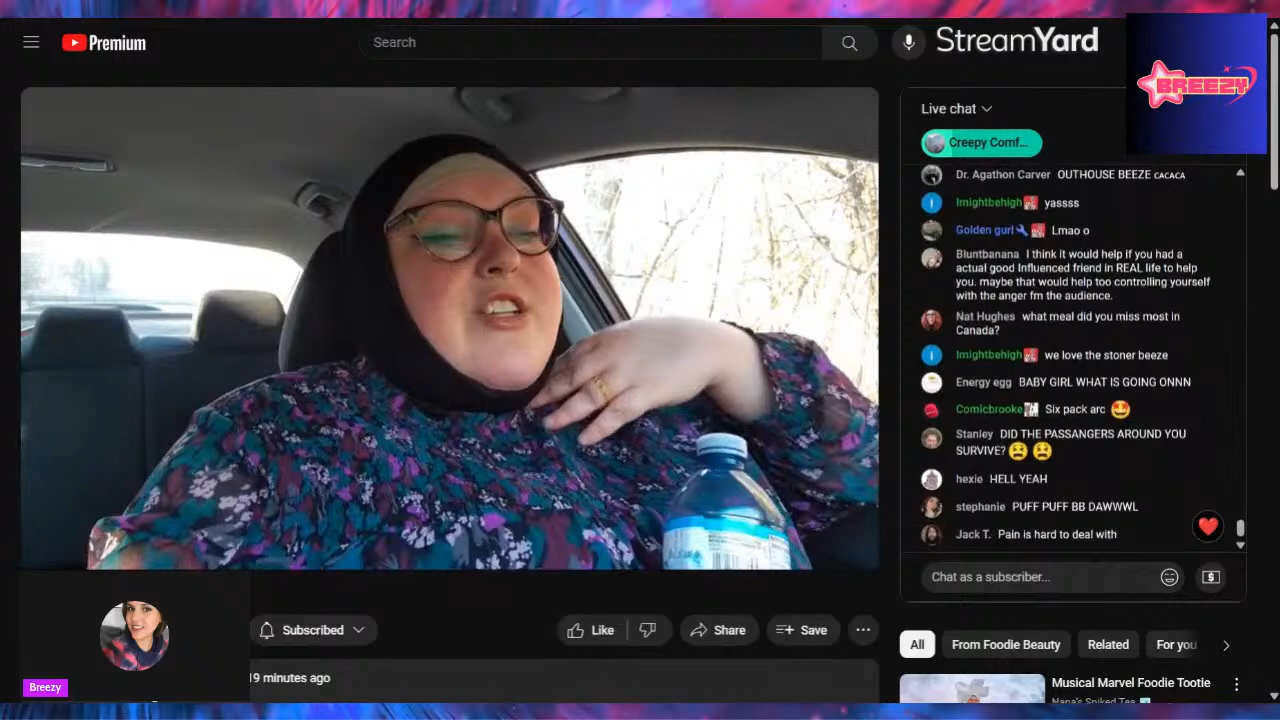 Premium
Search
StreamYard
BREEZY
Live chat
Creepy Comf...
Dr. Agathon Carver OUTHOUSE BEEZE CACACA
Imightbehigh yassss
Golden gurl Lmao o
Bluntbanana I think it would help If you had a
actual good Influenced friend in REAL life to help
you. maybe that would help too controlling yourself
with the anger fm the audience.
Nat Hughes what meal did you miss most in
Canada?
Imightbehigh we love the stoner beeze
Energy egg BABY GIRL WHAT IS GOING ONNN
Comicbrooke Six pack arc 🤩
Stanley DID THE PASSANGERS AROUND YOU
SURVIVE? 😫 😫
hexie HELL YEAH
stephanie PUFF PUFF BB DAWWWL
Jack T. Pain is hard to deal with
Chat as a subscriber...
Subscribed
Like
Share
Save
All
From Foodie Beauty
Related
For you
Breezy
19 minutes ago
Musical Marvel Foodie Tootie
Nana's Spiked Tea